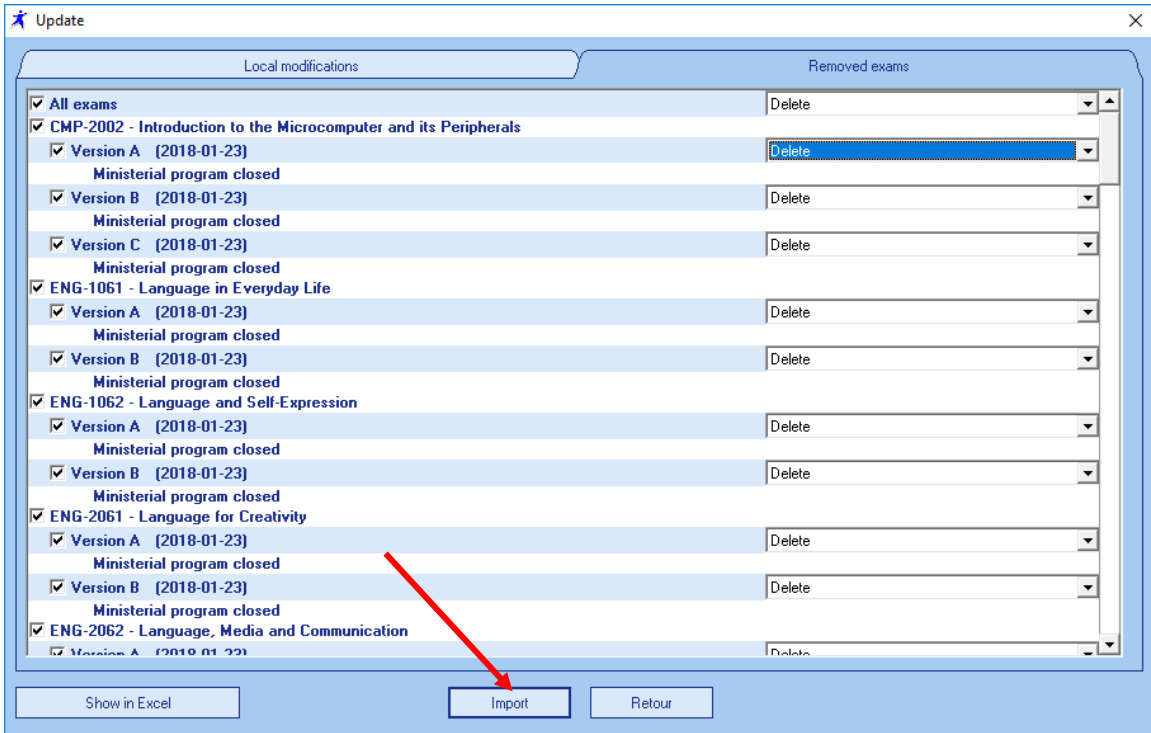 Update
Local modifications Removed exams
All exams Delete
CMP-2002 - Introduction to the Microcomputer and its Peripherals
Version A (2018-01-23) Delete
Ministerial program closed
Version B (2018-01-23) Delete
Ministerial program closed
Version C (2018-01-23) Delete
Ministerial program closed
ENG-1061 - Language in Everyday Life
Version A (2018-01-23) Delete
Ministerial program closed
Version B (2018-01-23) Delete
Ministerial program closed
ENG-1062 - Language and Self-Expression
Version A (2018-01-23) Delete
Ministerial program closed
Version B (2018-01-23) Delete
Ministerial program closed
ENG-2061 - Language for Creativity
Version A (2018-01-23) Delete
Ministerial program closed
Version B (2018-01-23) Delete
Ministerial program closed
ENG-2062 - Language, Media and Communication
Version A (2018-01-23) Delete
Show in Excel Import Retour